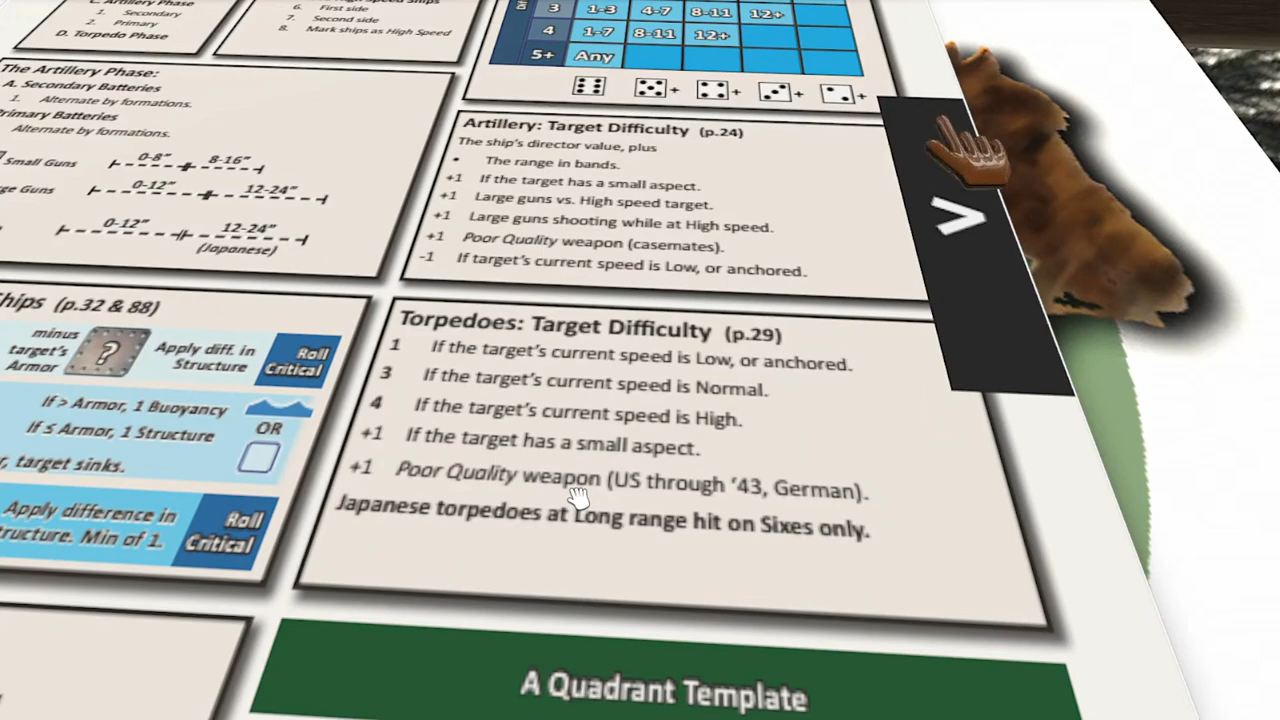 C. Artillery Phase
1. Secondary
2. Primary
D. Torpedo Phase
6. First side
7. Second side
8. Mark ships as High Speed
3 1-3 4-7 8-11 12+
4 1-7 8-11 12+
5+ Any
+ + + +
The Artillery Phase:
A. Secondary Batteries
1. Alternate by formations.
Primary Batteries
Alternate by formations.
Small Guns 0-8" 8-16"
Guns 0-12" 12-24"
0-12" 12-24"
(Japanese)
Artillery: Target Difficulty (p.24)
The ship's director value, plus
• The range in bands.
+1 If the target has a small aspect.
+1 Large guns vs. High speed target.
+1 Large guns shooting while at High speed.
+1 Poor Quality weapon (casemates).
-1 If target's current speed is Low, or anchored.
>
Ships (p.32 & 88)
minus
target's
Armor
?
Apply diff. in
Structure
Roll
Critical
If > Armor, 1 Buoyancy
OR
If ≤ Armor, 1 Structure
target sinks.
Apply difference in
Structure. Min of 1.
Roll
Critical
Torpedoes: Target Difficulty (p.29)
1 If the target's current speed is Low, or anchored.
3 If the target's current speed is Normal.
4 If the target's current speed is High.
+1 If the target has a small aspect.
+1 Poor Quality weapon (US through '43, German).
Japanese torpedoes at Long range hit on Sixes only.
A Quadrant Template